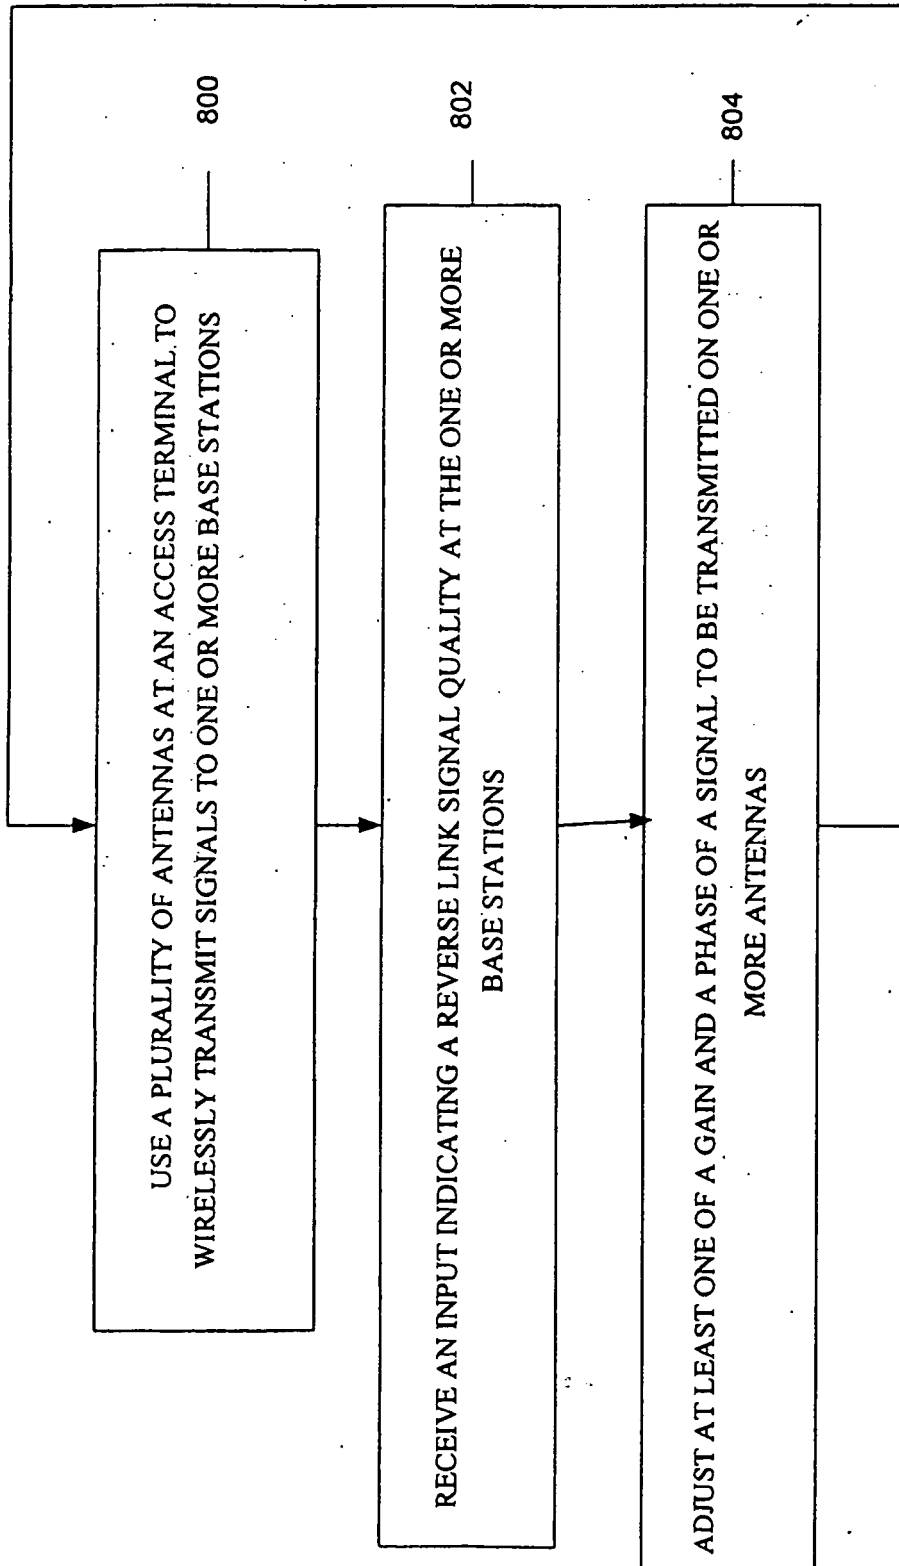 800
USE A PLURALITY OF ANTENNAS AT AN ACCESS TERMINAL TO
WIRELESSLY TRANSMIT SIGNALS TO ONE OR MORE BASE STATIONS
802
RECEIVE AN INPUT INDICATING A REVERSE LINK SIGNAL QUALITY AT THE ONE OR MORE
BASE STATIONS
804
ADJUST AT LEAST ONE OF A GAIN AND A PHASE OF A SIGNAL TO BE TRANSMITTED ON ONE OR
MORE ANTENNAS